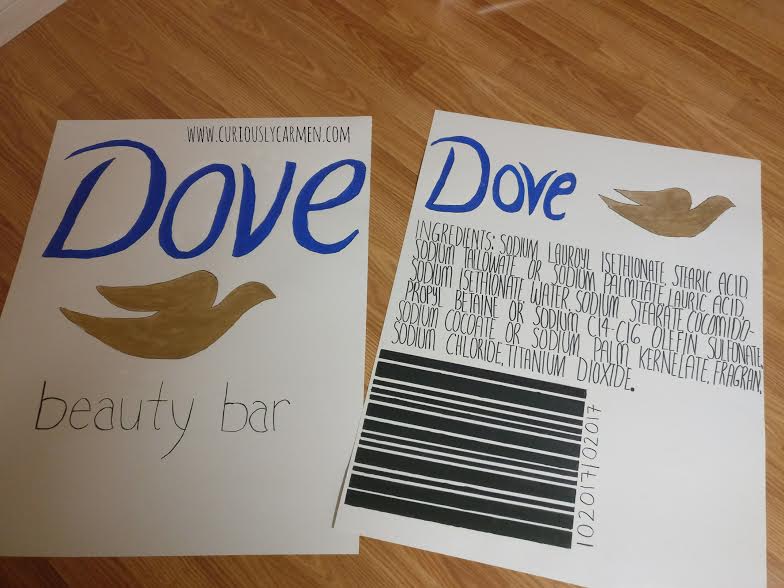 www.curiouslycarmen.com
Dove
beauty bar
Dove
INGREDIENTS: SODIUM LAUROYL ISETHIONATE, STEARIC ACID,
SODIUM TALLOWATE OR SODIUM PALMITATE, LAURIC ACID,
SODIUM ISETHIONATE, WATER, SODIUM STEARATE, COCOMIDO-
PROPYL BETAINE OR SODIUM C14-C16 OLEFIN SULFONATE,
SODIUM COCOATE OR SODIUM PALM KERNELATE, FRAGRAN,
SODIUM CHLORIDE, TITANIUM DIOXIDE.
102017102017